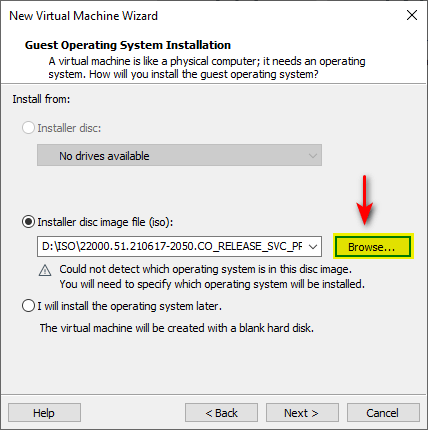 New Virtual Machine Wizard
Guest Operating System Installation
A virtual machine is like a physical computer; it needs an operating
system. How will you install the guest operating system?
Install from:
Installer disc:
No drives available
Installer disc image file (iso):
D:\ISO\22000.51.210617-2050.CO_RELEASE_SVC_PF
Browse...
Could not detect which operating system is in this disc image.
You will need to specify which operating system will be installed.
I will install the operating system later.
The virtual machine will be created with a blank hard disk.
Help
< Back
Next >
Cancel